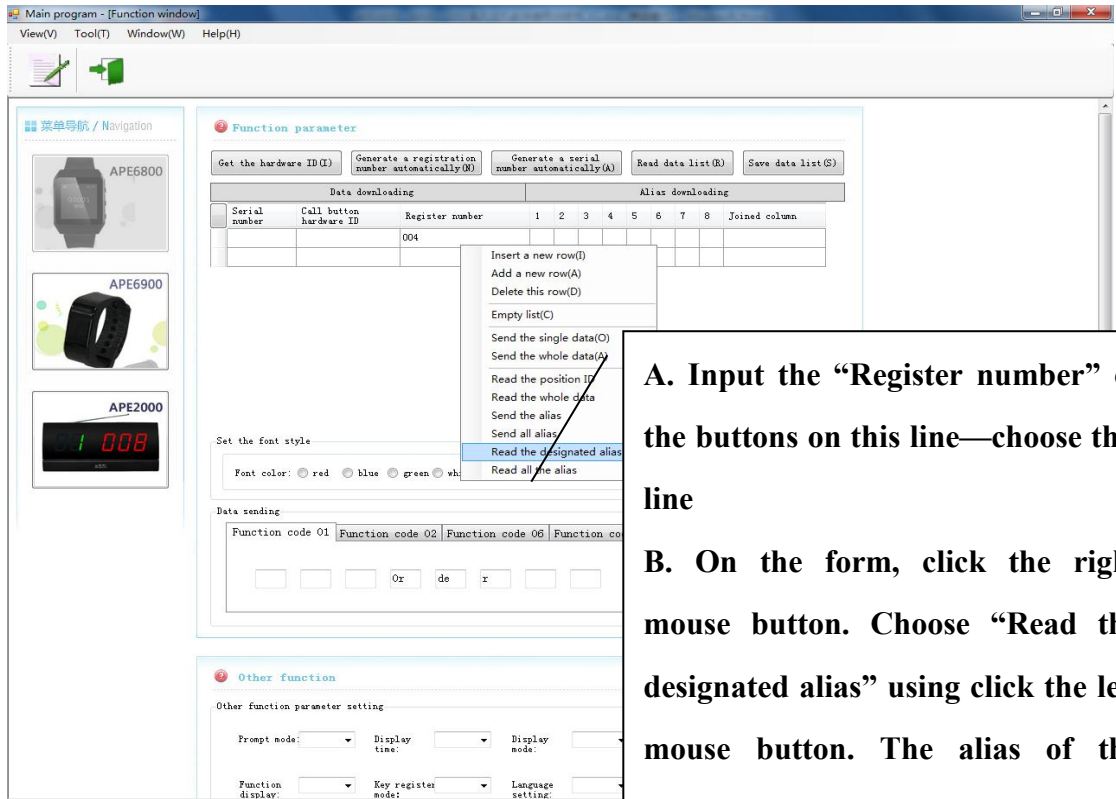 Main program - [Function window]
View(V) Tool(T) Window(W) Help(H)
菜单导航 / Navigation
APE6800
APE6900
APE2000
1 008
Function parameter
Get the hardware ID(I)
Generate a registration
number automatically(N)
Generate a serial
number automatically(A)
Read data list(R)
Save data list(S)
Data downloading Alias downloading
Serial
number
Call button
hardware ID
Register number 1 2 3 4 5 6 7 8 Joined column
004
Insert a new row(I)
Add a new row(A)
Delete this row(D)
Empty list(C)
Send the single data(O)
Send the whole data(A)
Read the position ID
Read the whole data
Send the alias
Send all alias
Read the designated alias
Read all the alias
Set the font style
Font color: red blue green
Data sending
Function code 01 Function code 02 Function code 06 Function
Or de r
Other function
Other function parameter setting
Prompt mode:
Display
time:
Display
mode:
Function
display:
Key register
mode:
Language
setting:
A. Input the “Register number”
the buttons on this line—choose
line
B. On the form, click the
mouse button. Choose “Read
designated alias” using click the
mouse button. The alias of